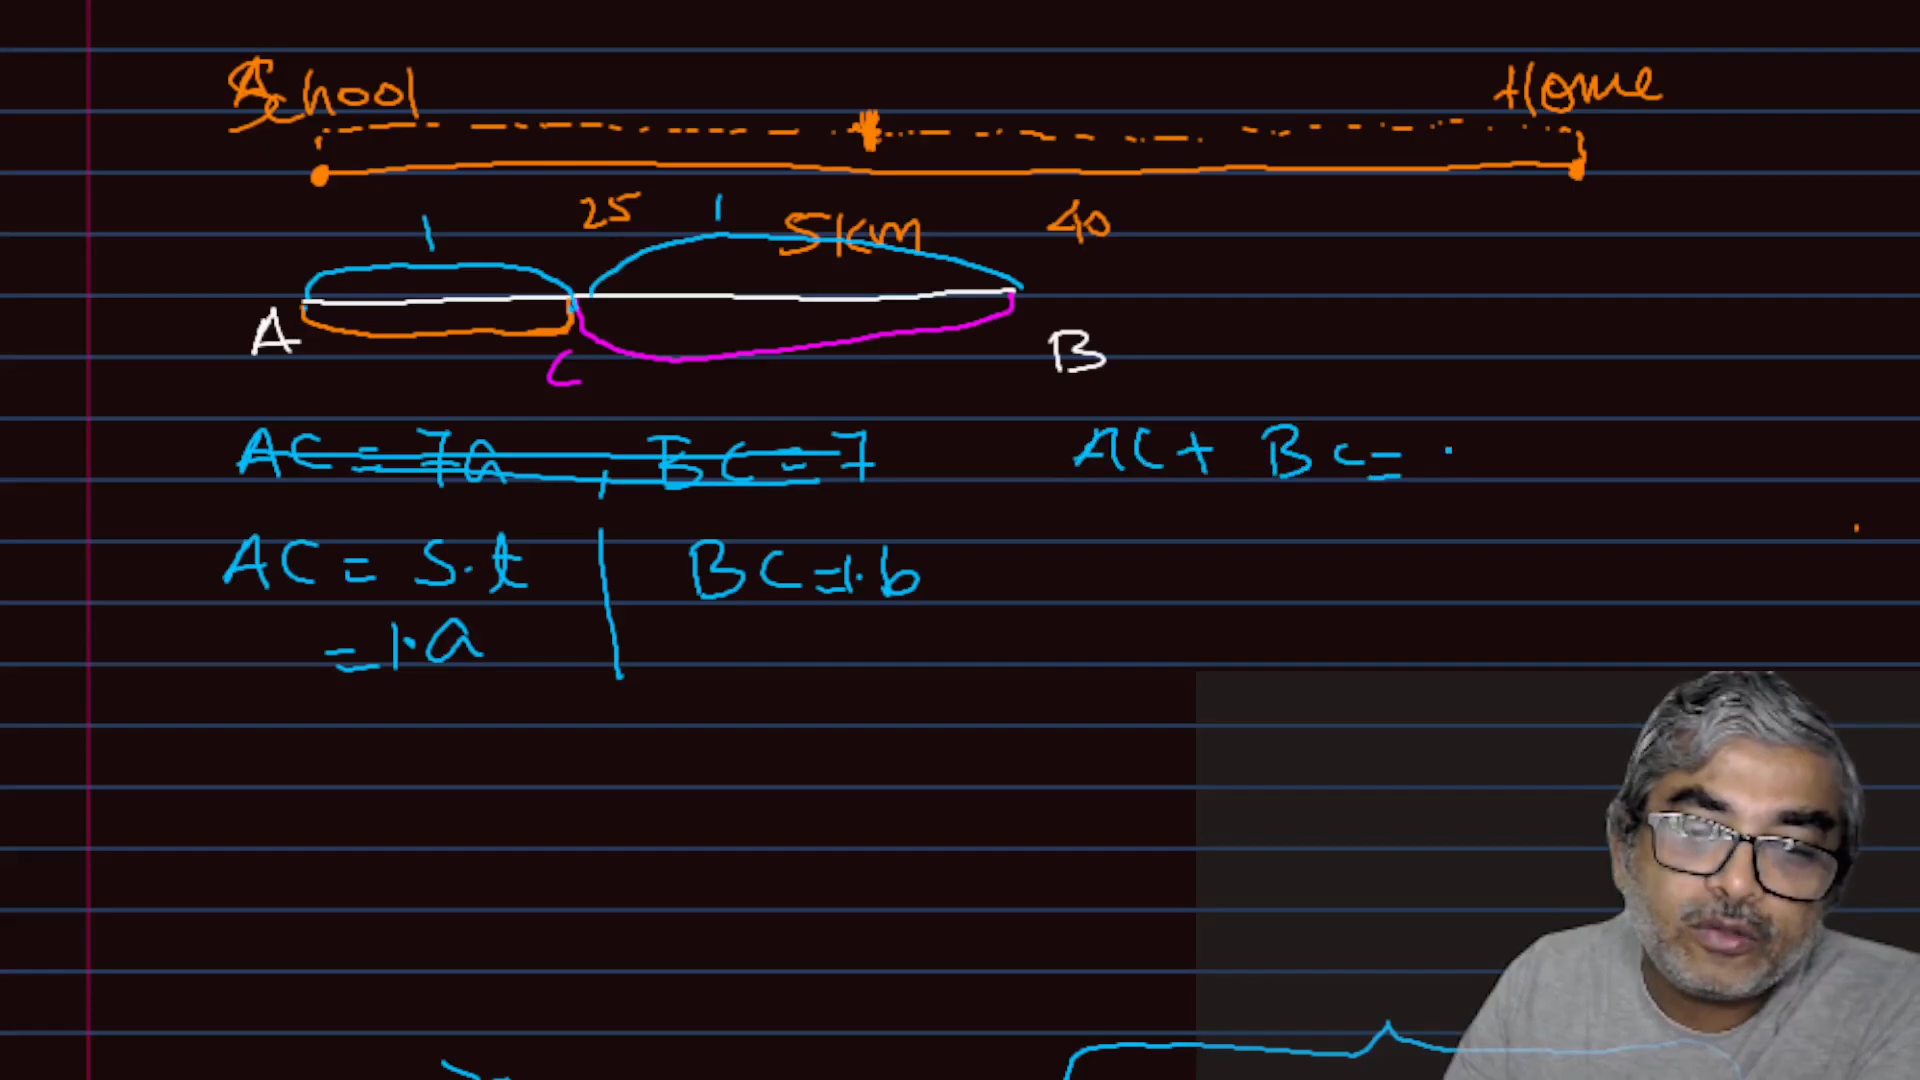 School Home
1 25 1 5km 40
A C B
AC = 7a , BC = 7 AC + BC = .
AC = S.t | BC = 1.b
= 1.a